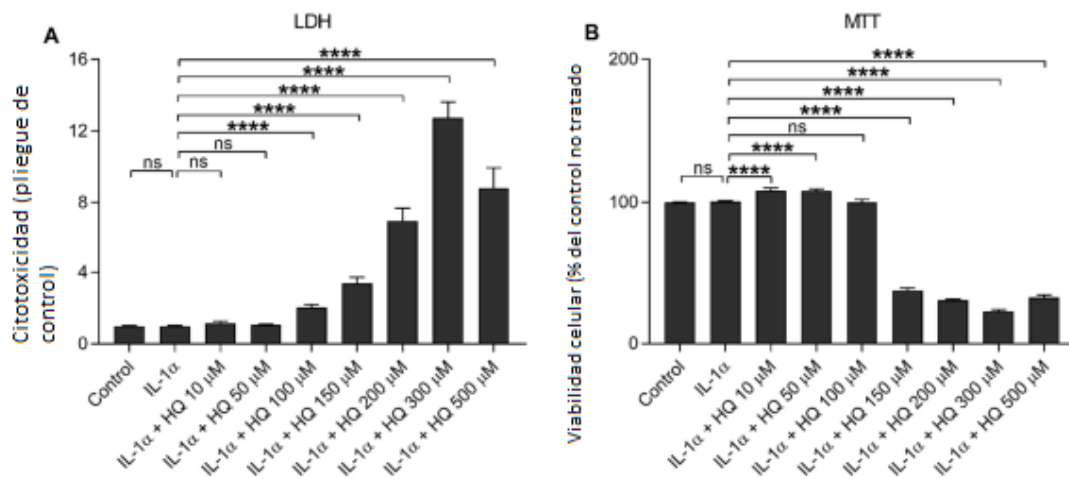 A
LDH
Citotoxicidad (pliegue de
control)
16
12
8
4
0
****
****
****
****
****
ns
ns
ns
Control
IL-1α
IL-1α + HQ 10 µM
IL-1α + HQ 50 µM
IL-1α + HQ 100 µM
IL-1α + HQ 150 µM
IL-1α + HQ 200 µM
IL-1α + HQ 300 µM
IL-1α + HQ 500 µM
B
MTT
Viabilidad celular (% del control no tratado
200
100
0
****
****
****
****
ns
****
ns
****
Control
IL-1α
IL-1α + HQ 10 µM
IL-1α + HQ 50 µM
IL-1α + HQ 100 µM
IL-1α + HQ 150 µM
IL-1α + HQ 200 µM
IL-1α + HQ 300 µM
IL-1α + HQ 500 µM